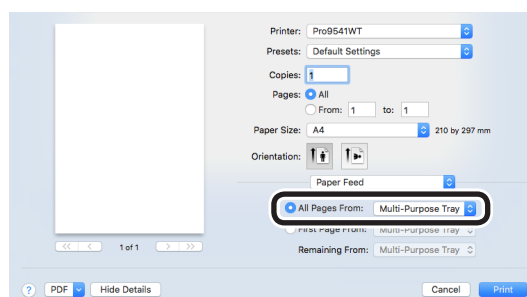 Printer: Pro9541WT
Presets: Default Settings
Copies: 1
Pages: All
From: 1 to: 1
Paper Size: A4 210 by 297 mm
Orientation:
Paper Feed
All Pages From: Multi-Purpose Tray
First Page From: Multi-Purpose Tray
<< < 1 of 1 > >>
Remaining From: Multi-Purpose Tray
? PDF Hide Details Cancel Print